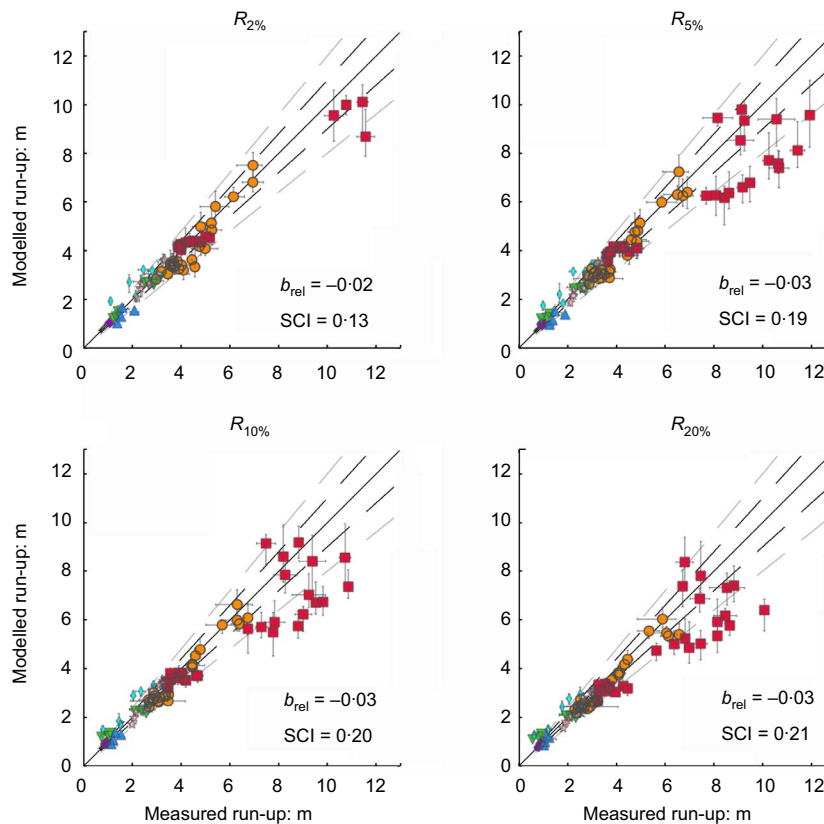 R2%
R5%
12
10
8
6
4
2
0
Modelled run-up: m
brel = –0·02
SCI = 0·13
0 2 4 6 8 10 12
12
10
8
6
4
2
0
Modelled run-up: m
brel = –0·03
SCI = 0·19
0 2 4 6 8 10 12
R10%
R20%
12
10
8
6
4
2
0
Modelled run-up: m
brel = –0·03
SCI = 0·20
0 2 4 6 8 10 12
Measured run-up: m
12
10
8
6
4
2
0
brel = –0·03
SCI = 0·21
0 2 4 6 8 10 12
Measured run-up: m